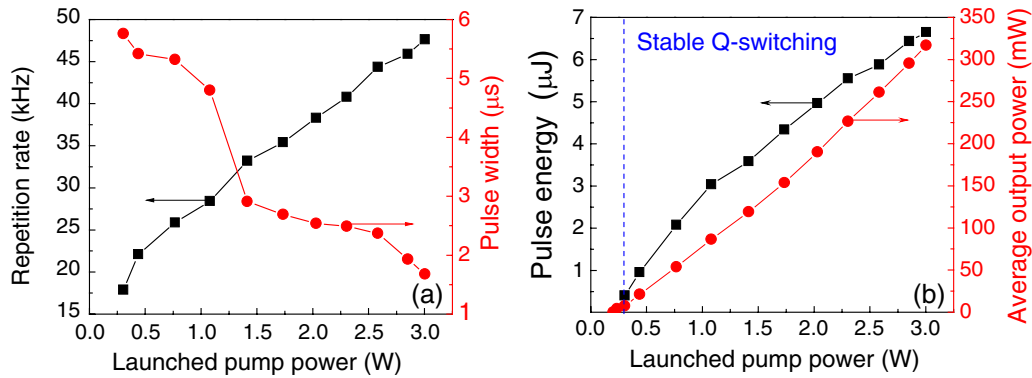 50
45
40
35
30
25
20
15
Repetition rate (kHz)
6
5
4
3
2
1
Pulse width (μs)
(a)
0.0 0.5 1.0 1.5 2.0 2.5 3.0
Launched pump power (W)
7
6
5
4
3
2
1
Pulse energy (μJ)
Stable Q-switching
350
300
250
200
150
100
50
0
Average output power (mW)
(b)
0.0 0.5 1.0 1.5 2.0 2.5 3.0
Launched pump power (W)